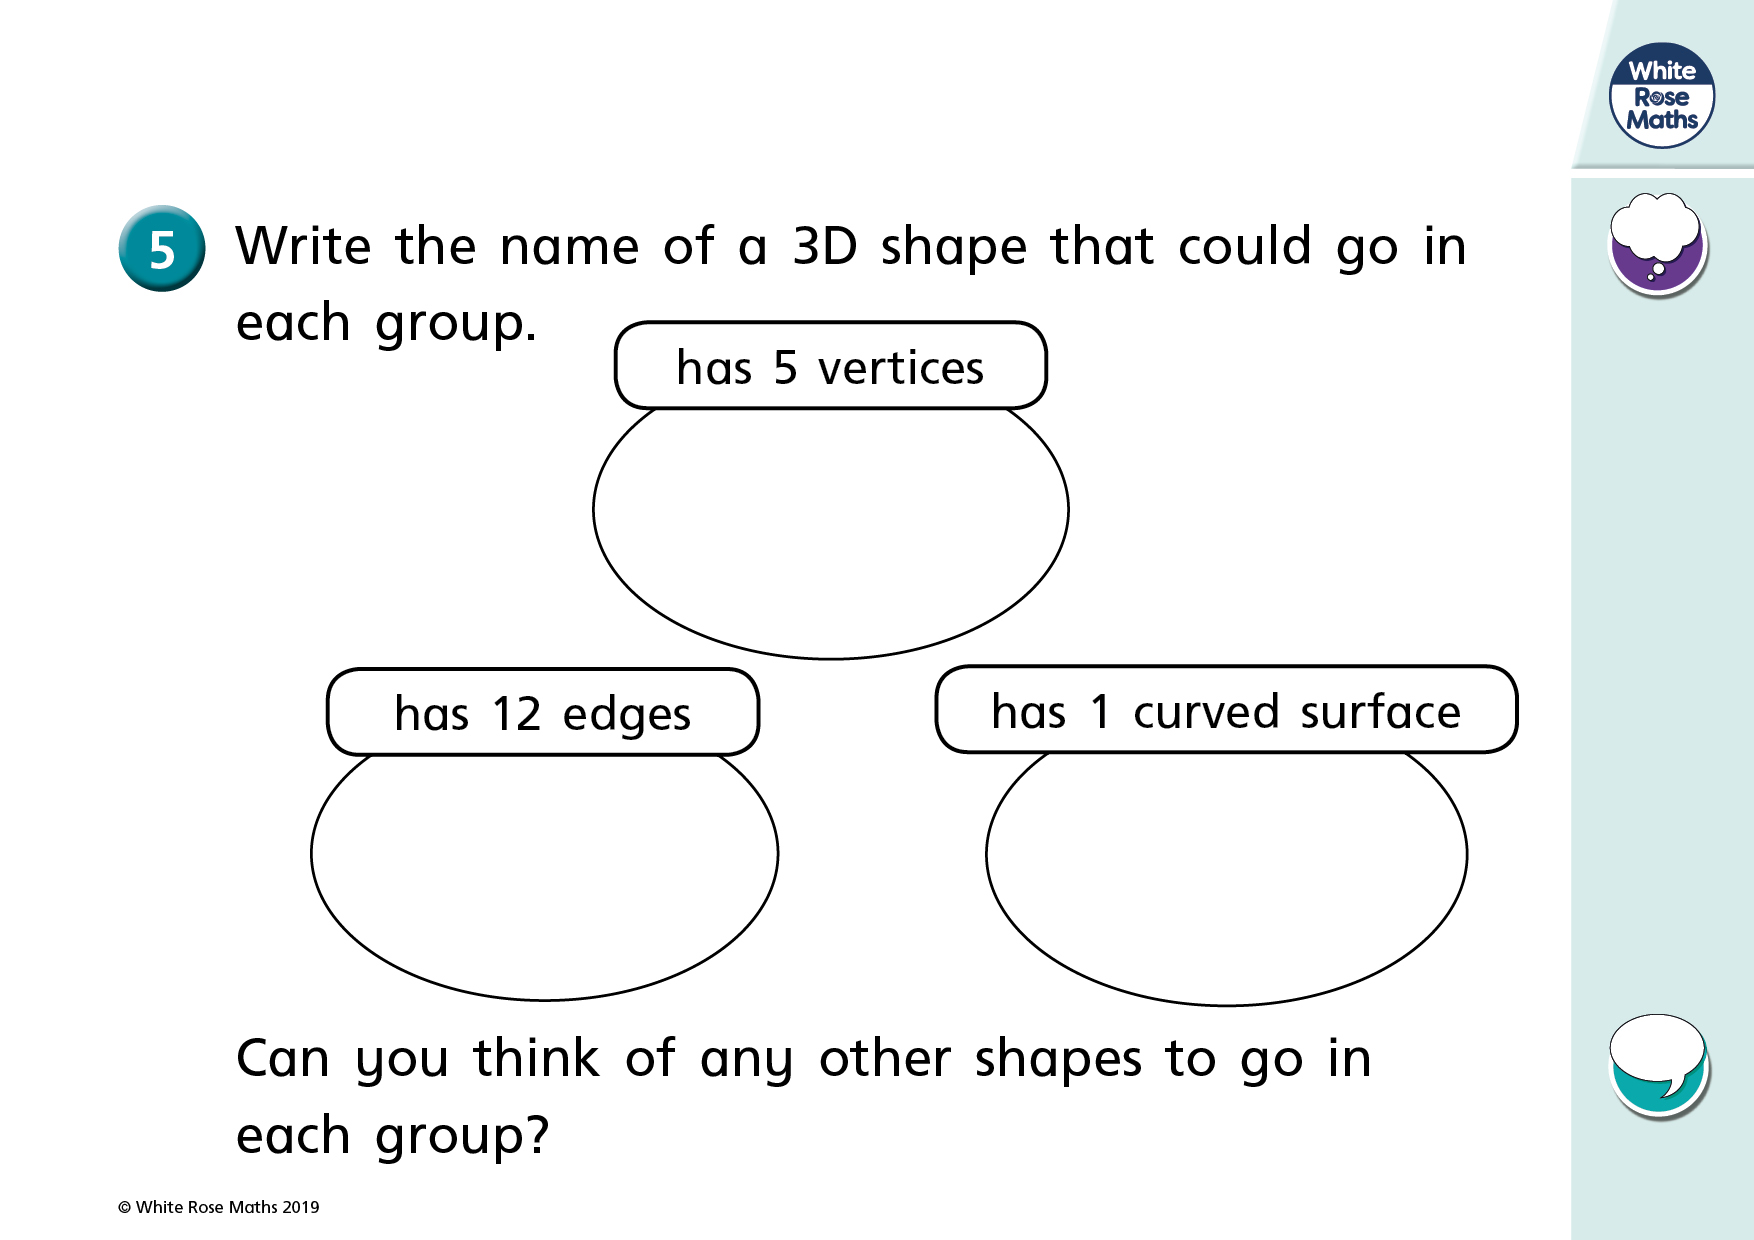 White
Rose
Maths
5 Write the name of a 3D shape that could go in
each group.
has 5 vertices
has 12 edges
has 1 curved surface
Can you think of any other shapes to go in
each group?
© White Rose Maths 2019